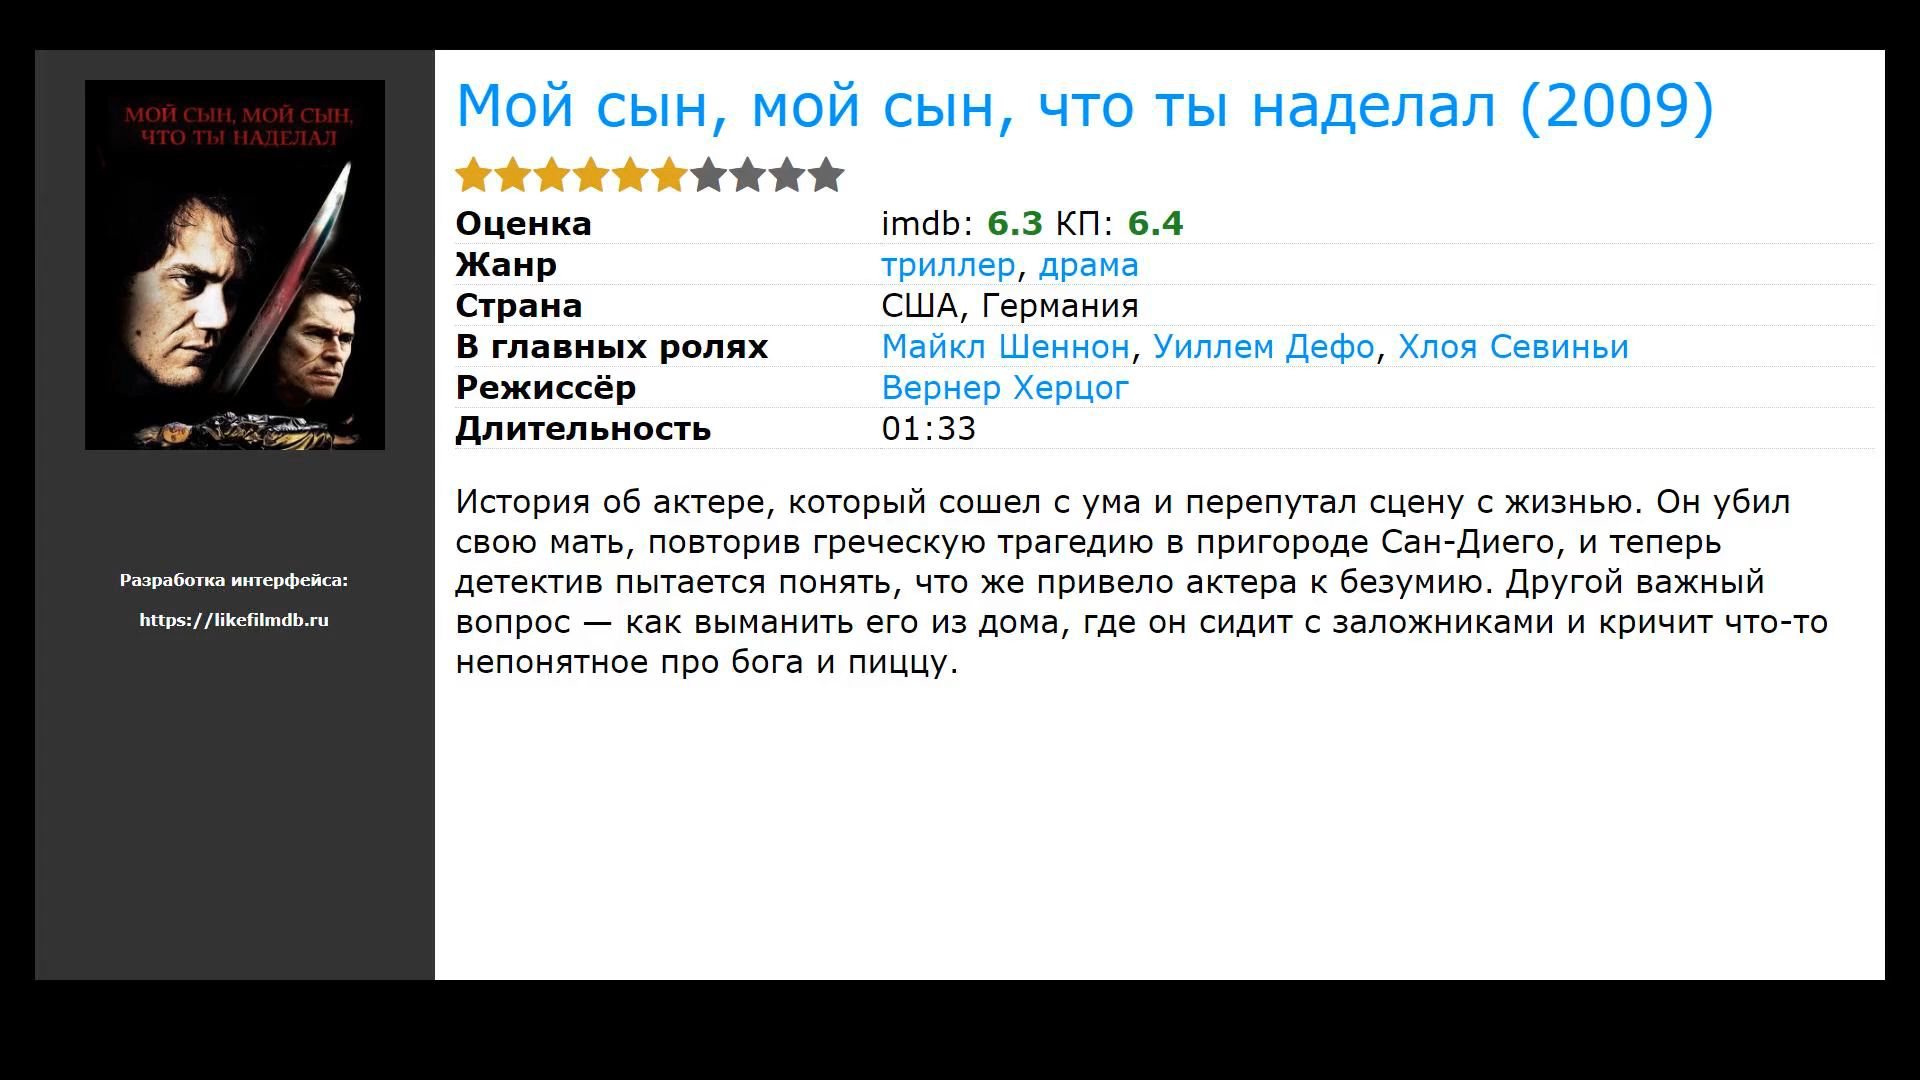 МОЙ СЫН, МОЙ СЫН,
ЧТО ТЫ НАДЕЛАЛ
Разработка интерфейса:
https://likefilmdb.ru
Мой сын, мой сын, что ты наделал (2009)
Оценка imdb: 6.3 КП: 6.4
Жанр триллер, драма
Страна США, Германия
В главных ролях Майкл Шеннон, Уиллем Дефо, Хлоя Севиньи
Режиссёр Вернер Херцог
Длительность 01:33
История об актере, который сошел с ума и перепутал сцену с жизнью. Он убил
свою мать, повторив греческую трагедию в пригороде Сан-Диего, и теперь
детектив пытается понять, что же привело актера к безумию. Другой важный
вопрос — как выманить его из дома, где он сидит с заложниками и кричит что-то
непонятное про бога и пиццу.